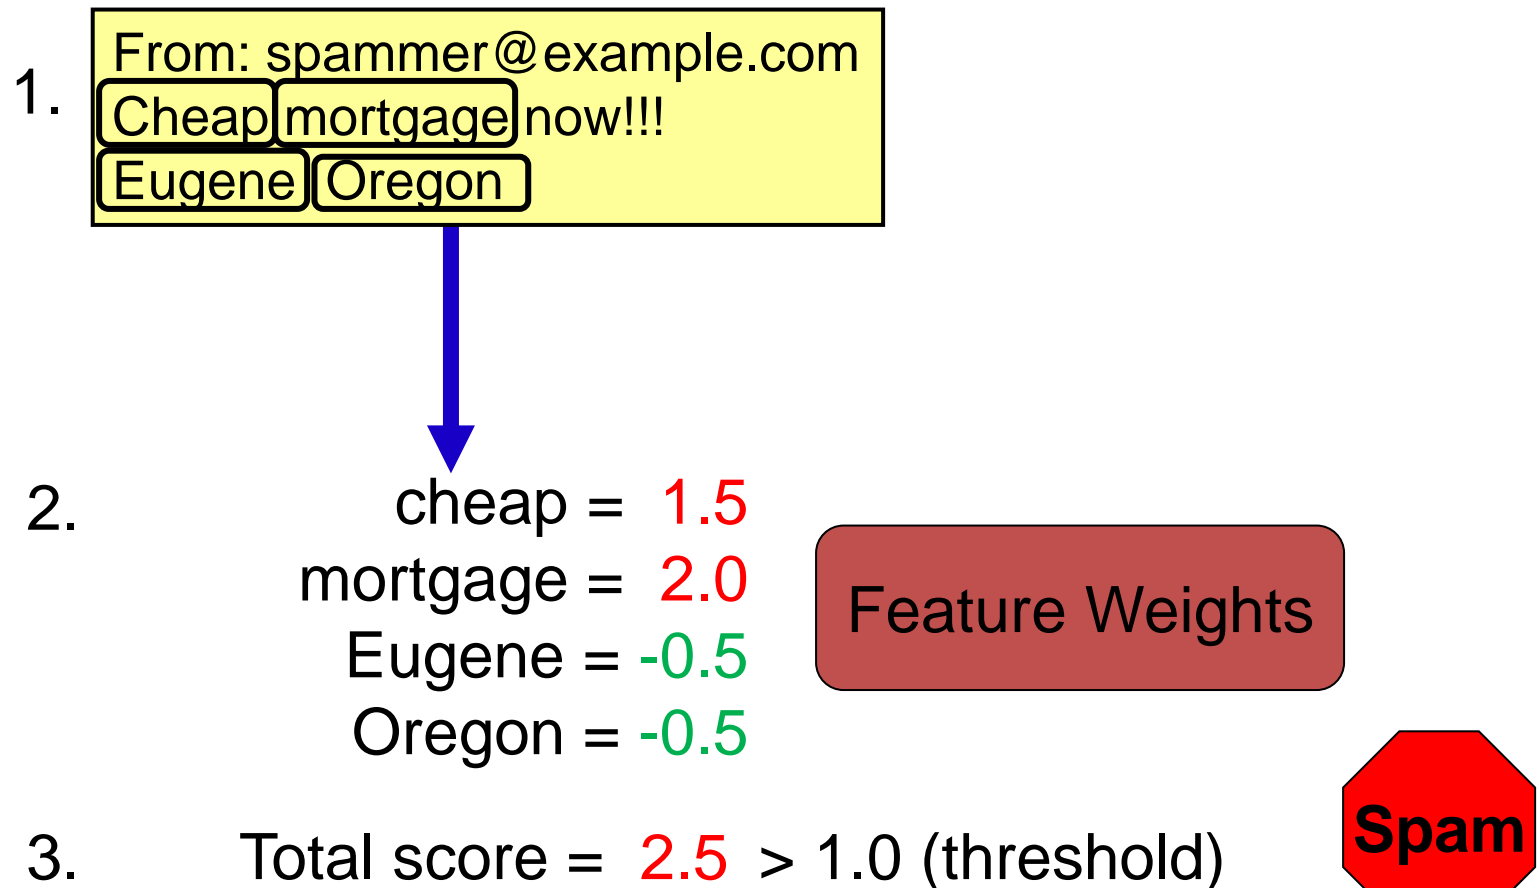 1.
From: spammer@example.com
Cheap mortgage now!!!
Eugene Oregon
2.
cheap = 1.5
mortgage = 2.0
Eugene = -0.5
Oregon = -0.5
Feature Weights
3.
Total score = 2.5 > 1.0 (threshold)
Spam